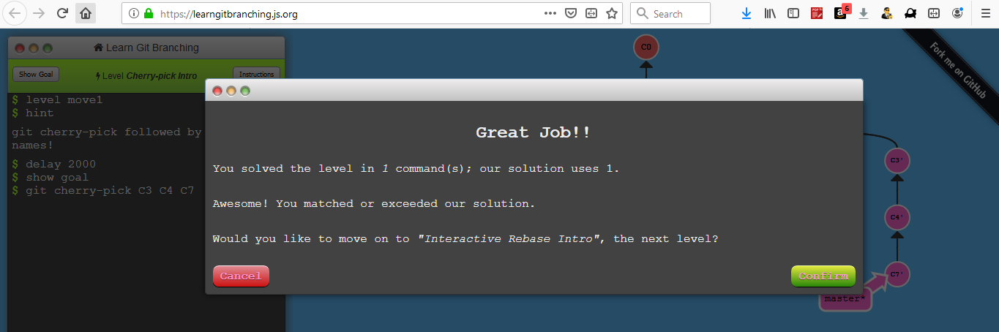 https://learngitbranching.js.org
Search
6
Learn Git Branching
Show Goal
Level Cherry-pick Intro
Instructions
$ level move1
$ hint
git cherry-pick followed by
names!
$ delay 2000
$ show goal
$ git cherry-pick C3 C4 C7
C0
Fork me on GitHub
Great Job!!
You solved the level in 1 command(s); our solution uses 1.
Awesome! You matched or exceeded our solution.
Would you like to move on to "Interactive Rebase Intro", the next level?
Cancel
Confirm
C3'
C4'
C7'
master*